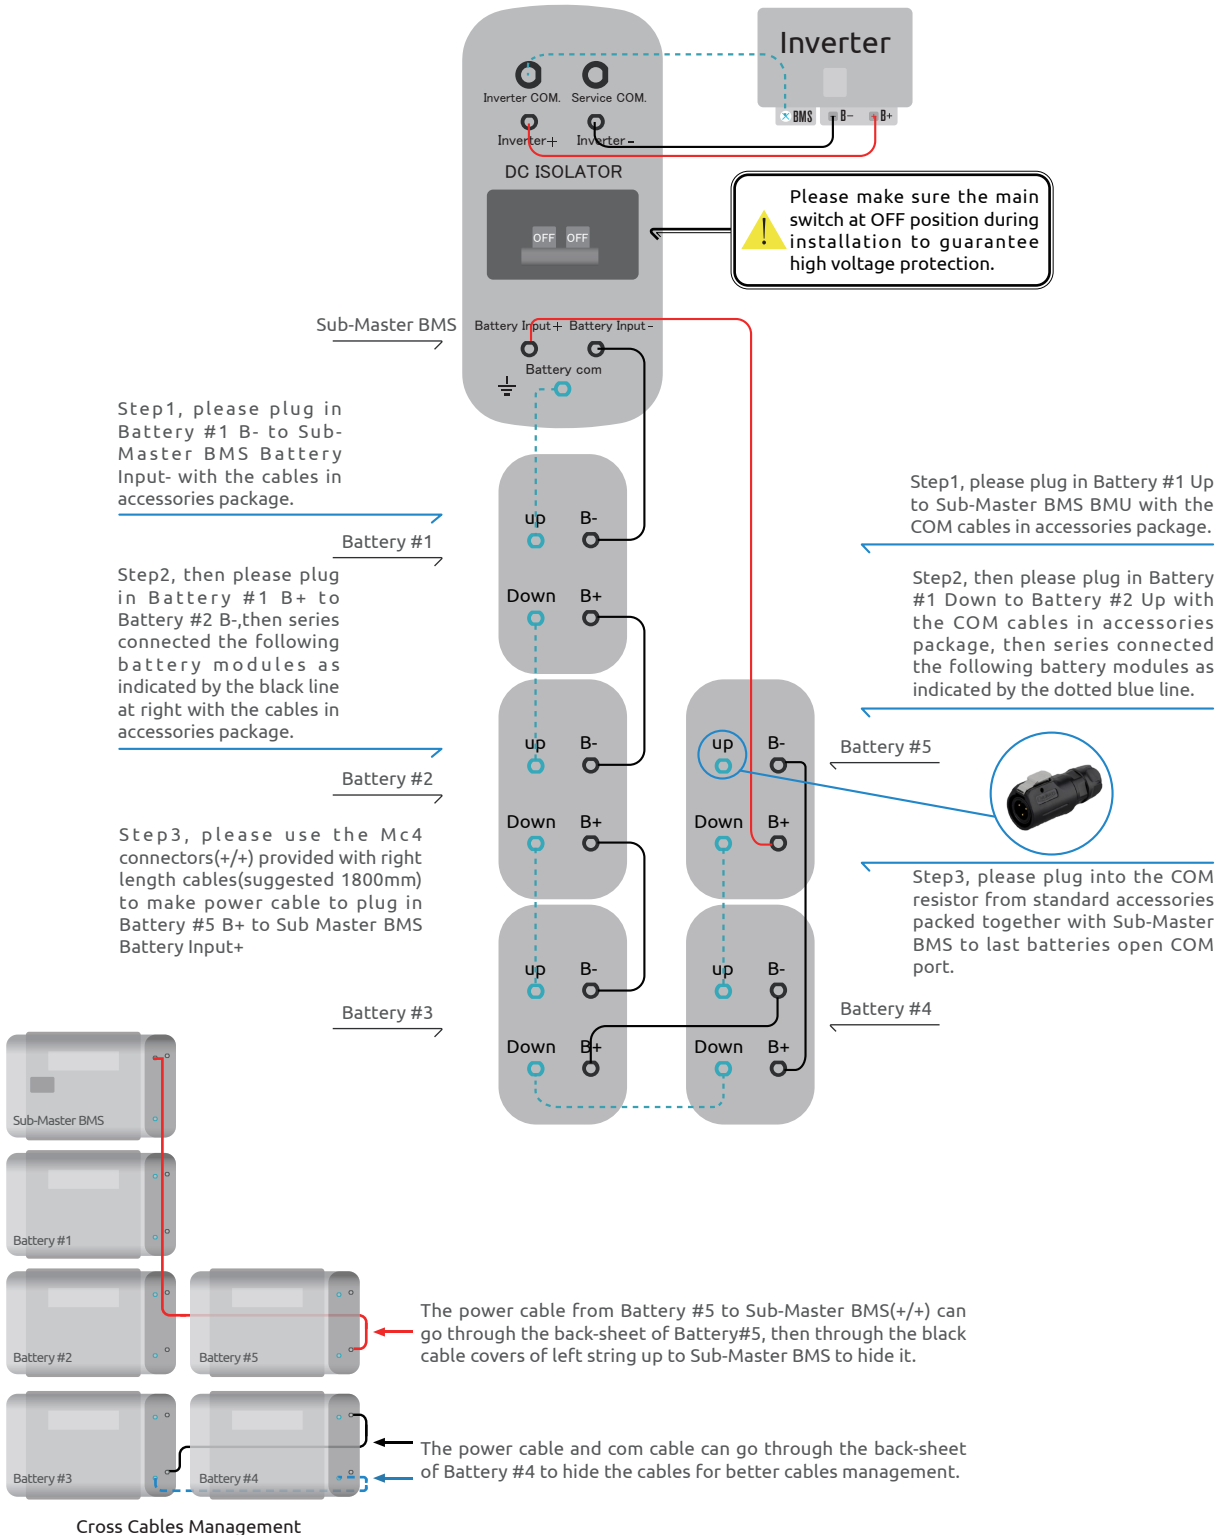 Inverter
Inverter COM.
Service COM.
BMS
B-
B+
Inverter+
Inverter-
DC ISOLATOR
OFF
OFF
Please make sure the main
switch at OFF position during
installation to guarantee
high voltage protection.
Sub-Master BMS
Battery Input+
Battery Input-
Battery com
Step1, please plug in
Battery #1 B- to Sub-
Master BMS Battery
Input- with the cables in
accessories package.
Battery #1
Step2, then please plug
in Battery #1 B+ to
Battery #2 B-,then series
connected the following
battery modules as
indicated by the black line
at right with the cables in
accessories package.
Battery #2
Step3, please use the Mc4
connectors(+/+) provided with right
length cables(suggested 1800mm)
to make power cable to plug in
Battery #5 B+ to Sub Master BMS
Battery Input+
Battery #3
up
B-
Down
B+
up
B-
Down
B+
up
B-
Down
B+
up
B-
Down
B+
up
B-
Down
B+
Step1, please plug in Battery #1 Up
to Sub-Master BMS BMU with the
COM cables in accessories package.
Step2, then please plug in Battery
#1 Down to Battery #2 Up with
the COM cables in accessories
package, then series connected
the following battery modules as
indicated by the dotted blue line.
Battery #5
Step3, please plug into the COM
resistor from standard accessories
packed together with Sub-Master
BMS to last batteries open COM
port.
Battery #4
Sub-Master BMS
Battery #1
Battery #2
Battery #5
The power cable from Battery #5 to Sub-Master BMS(+/+) can
go through the back-sheet of Battery#5, then through the black
cable covers of left string up to Sub-Master BMS to hide it.
Battery #3
Battery #4
The power cable and com cable can go through the back-sheet
of Battery #4 to hide the cables for better cables management.
Cross Cables Management